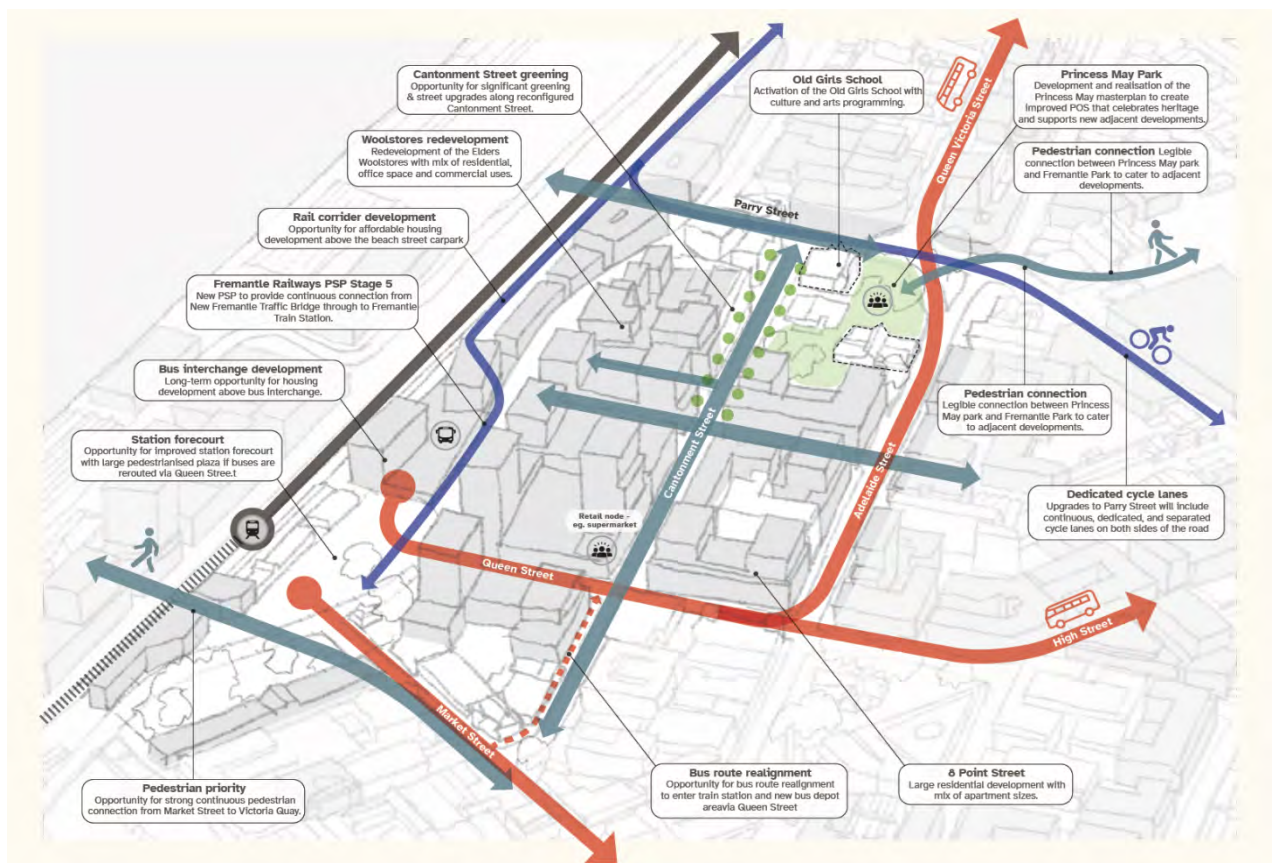 Cantonment Street greening
Opportunity for significant greening
& street upgrades along reconfigured
Cantonment Street.
Old Girls School
Activation of the Old Girls School with
culture and arts programming.
Princess May Park
Development and realisation of the
Princess May masterplan to create
improved POS that celebrates heritage
and supports new adjacent developments.
Woolstores redevelopment
Redevelopment of the Elders
Woolstores with mix of residential,
office space and commercial uses.
Pedestrian connection Legible
connection between Princess May park
and Fremantle Park to cater to adjacent
developments.
Rail corridor development
Opportunity for affordable housing
development above the beach street carpark
Fremantle Railways PSP Stage 5
New PSP to provide continuous connection from
New Fremantle Traffic Bridge through to Fremantle
Train Station.
Bus interchange development
Long-term opportunity for housing
development above bus interchange.
Station forecourt
Opportunity for improved station forecourt
with large pedestrianised plaza if buses are
rerouted via Queen Stree.t
Queen Victoria Street
Parry Street
Cantonment Street
Adelaide Street
Pedestrian connection
Legible connection between Princess
May park and Fremantle Park to cater
to adjacent developments.
Dedicated cycle lanes
Upgrades to Parry Street will include
continuous, dedicated, and separated
cycle lanes on both sides of the road
Retail node -
eg. supermarket
Queen Street
High Street
Market Street
Pedestrian priority
Opportunity for strong continuous pedestrian
connection from Market Street to Victoria Quay.
Bus route realignment
Opportunity for bus route realignment
to enter train station and new bus depot
areavia Queen Street
8 Point Street
Large residential development with
mix of apartment sizes.